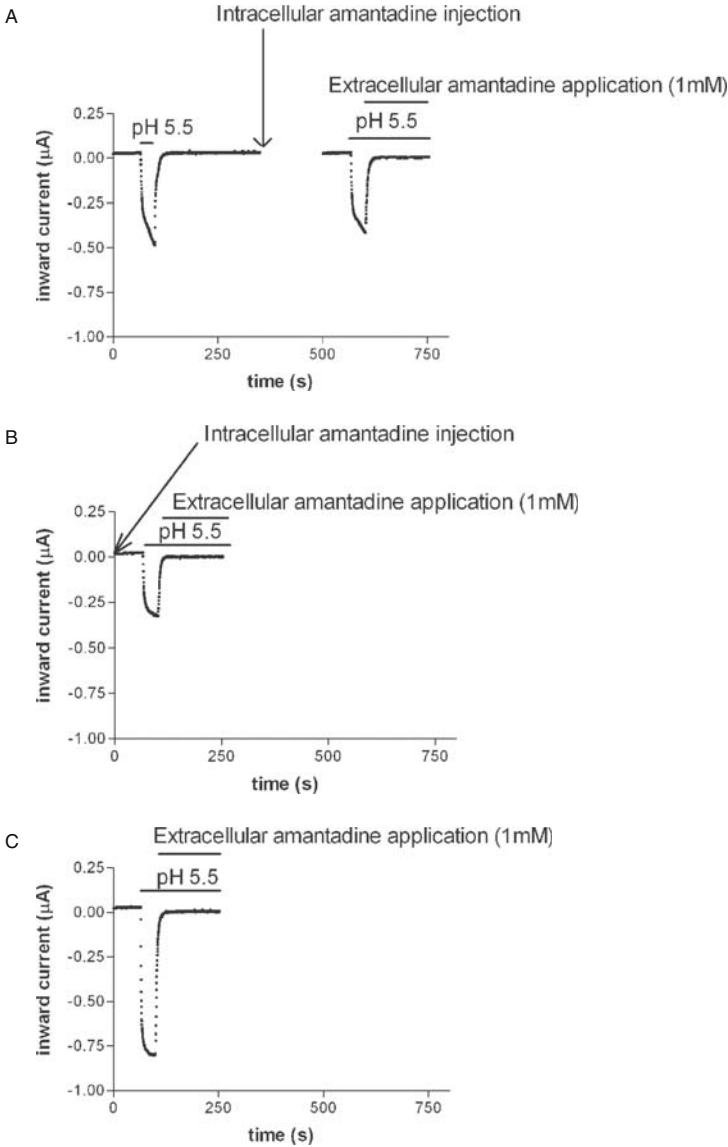 A
Intracellular amantadine injection
Extracellular amantadine application (1mM)
pH 5.5
pH 5.5
inward current (µA)
0.25
0.00
-0.25
-0.50
-0.75
-1.00
0
250
500
750
time (s)
B
Intracellular amantadine injection
Extracellular amantadine application (1mM)
pH 5.5
inward current (µA)
0.25
0.00
-0.25
-0.50
-0.75
-1.00
0
250
500
750
time (s)
C
Extracellular amantadine application (1mM)
pH 5.5
inward current (µA)
0.25
0.00
-0.25
-0.50
-0.75
-1.00
0
250
500
750
time (s)